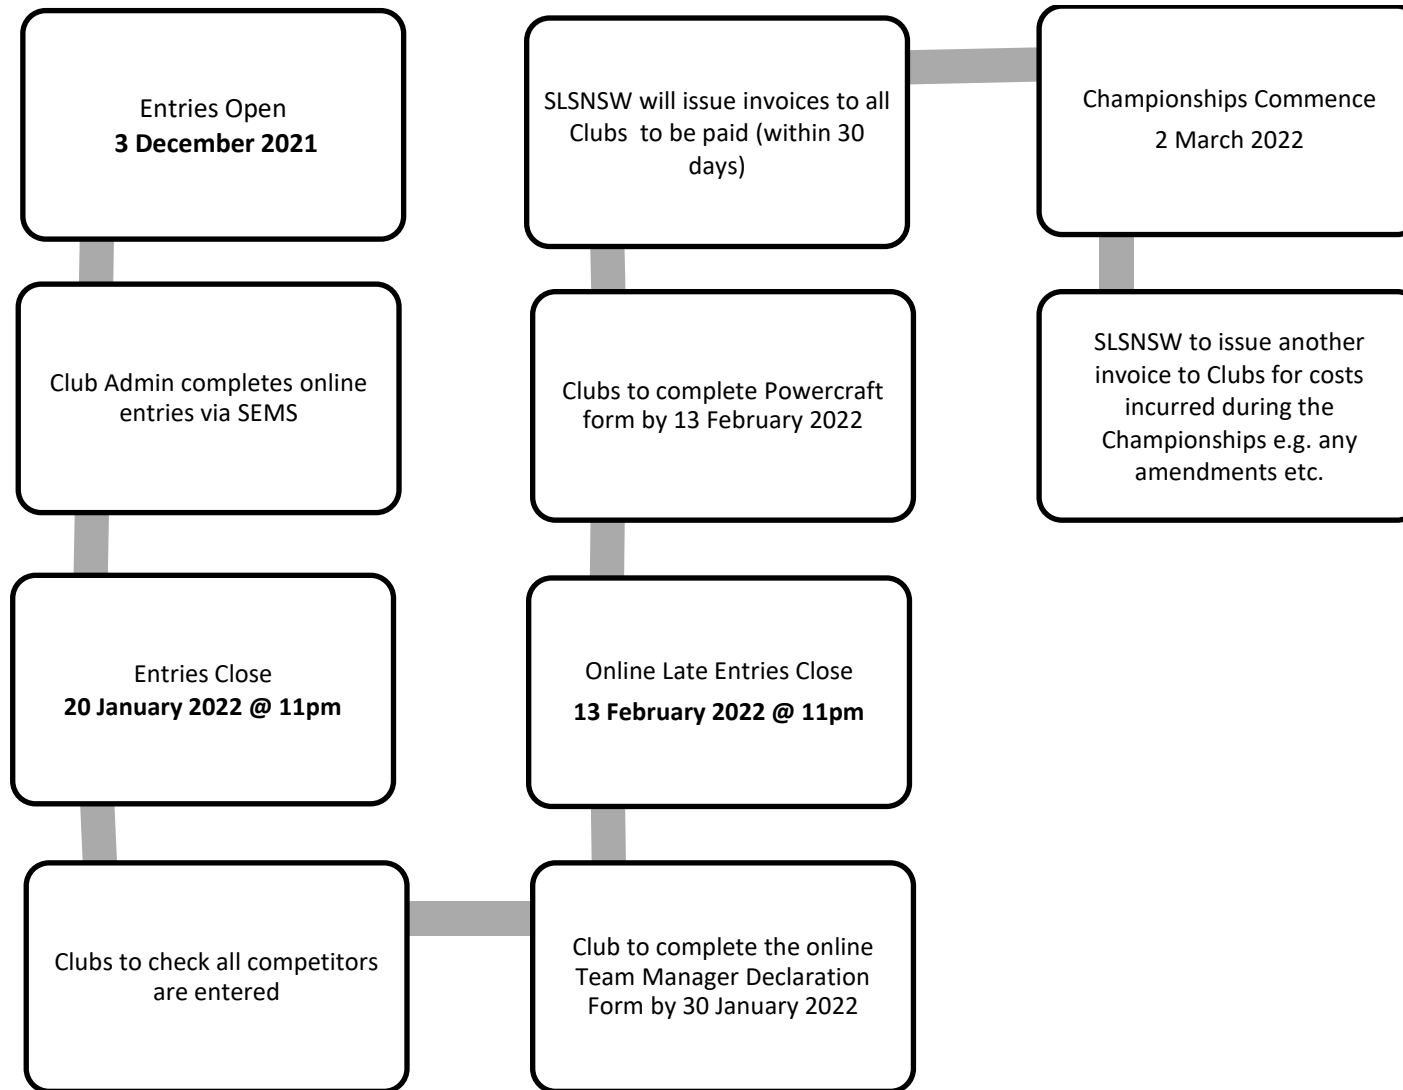 Entries Open
3 December 2021
Club Admin completes online
entries via SEMS
Entries Close
20 January 2022 @ 11pm
Clubs to check all competitors
are entered
Club to complete the online
Team Manager Declaration
Form by 30 January 2022
Online Late Entries Close
13 February 2022 @ 11pm
Clubs to complete Powercraft
form by 13 February 2022
SLSNSW will issue invoices to all
Clubs to be paid (within 30
days)
Championships Commence
2 March 2022
SLSNSW to issue another
invoice to Clubs for costs
incurred during the
Championships e.g. any
amendments etc.